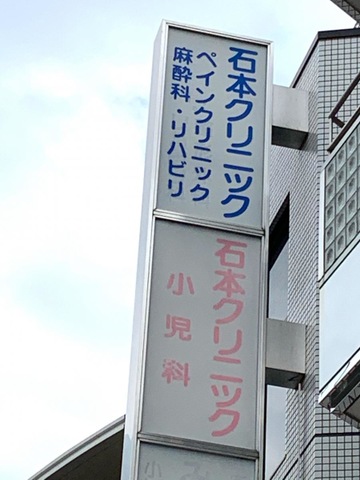 石本クリニック
ペインクリニック
麻酔科・リハビリ
石本クリニック
小児科
小